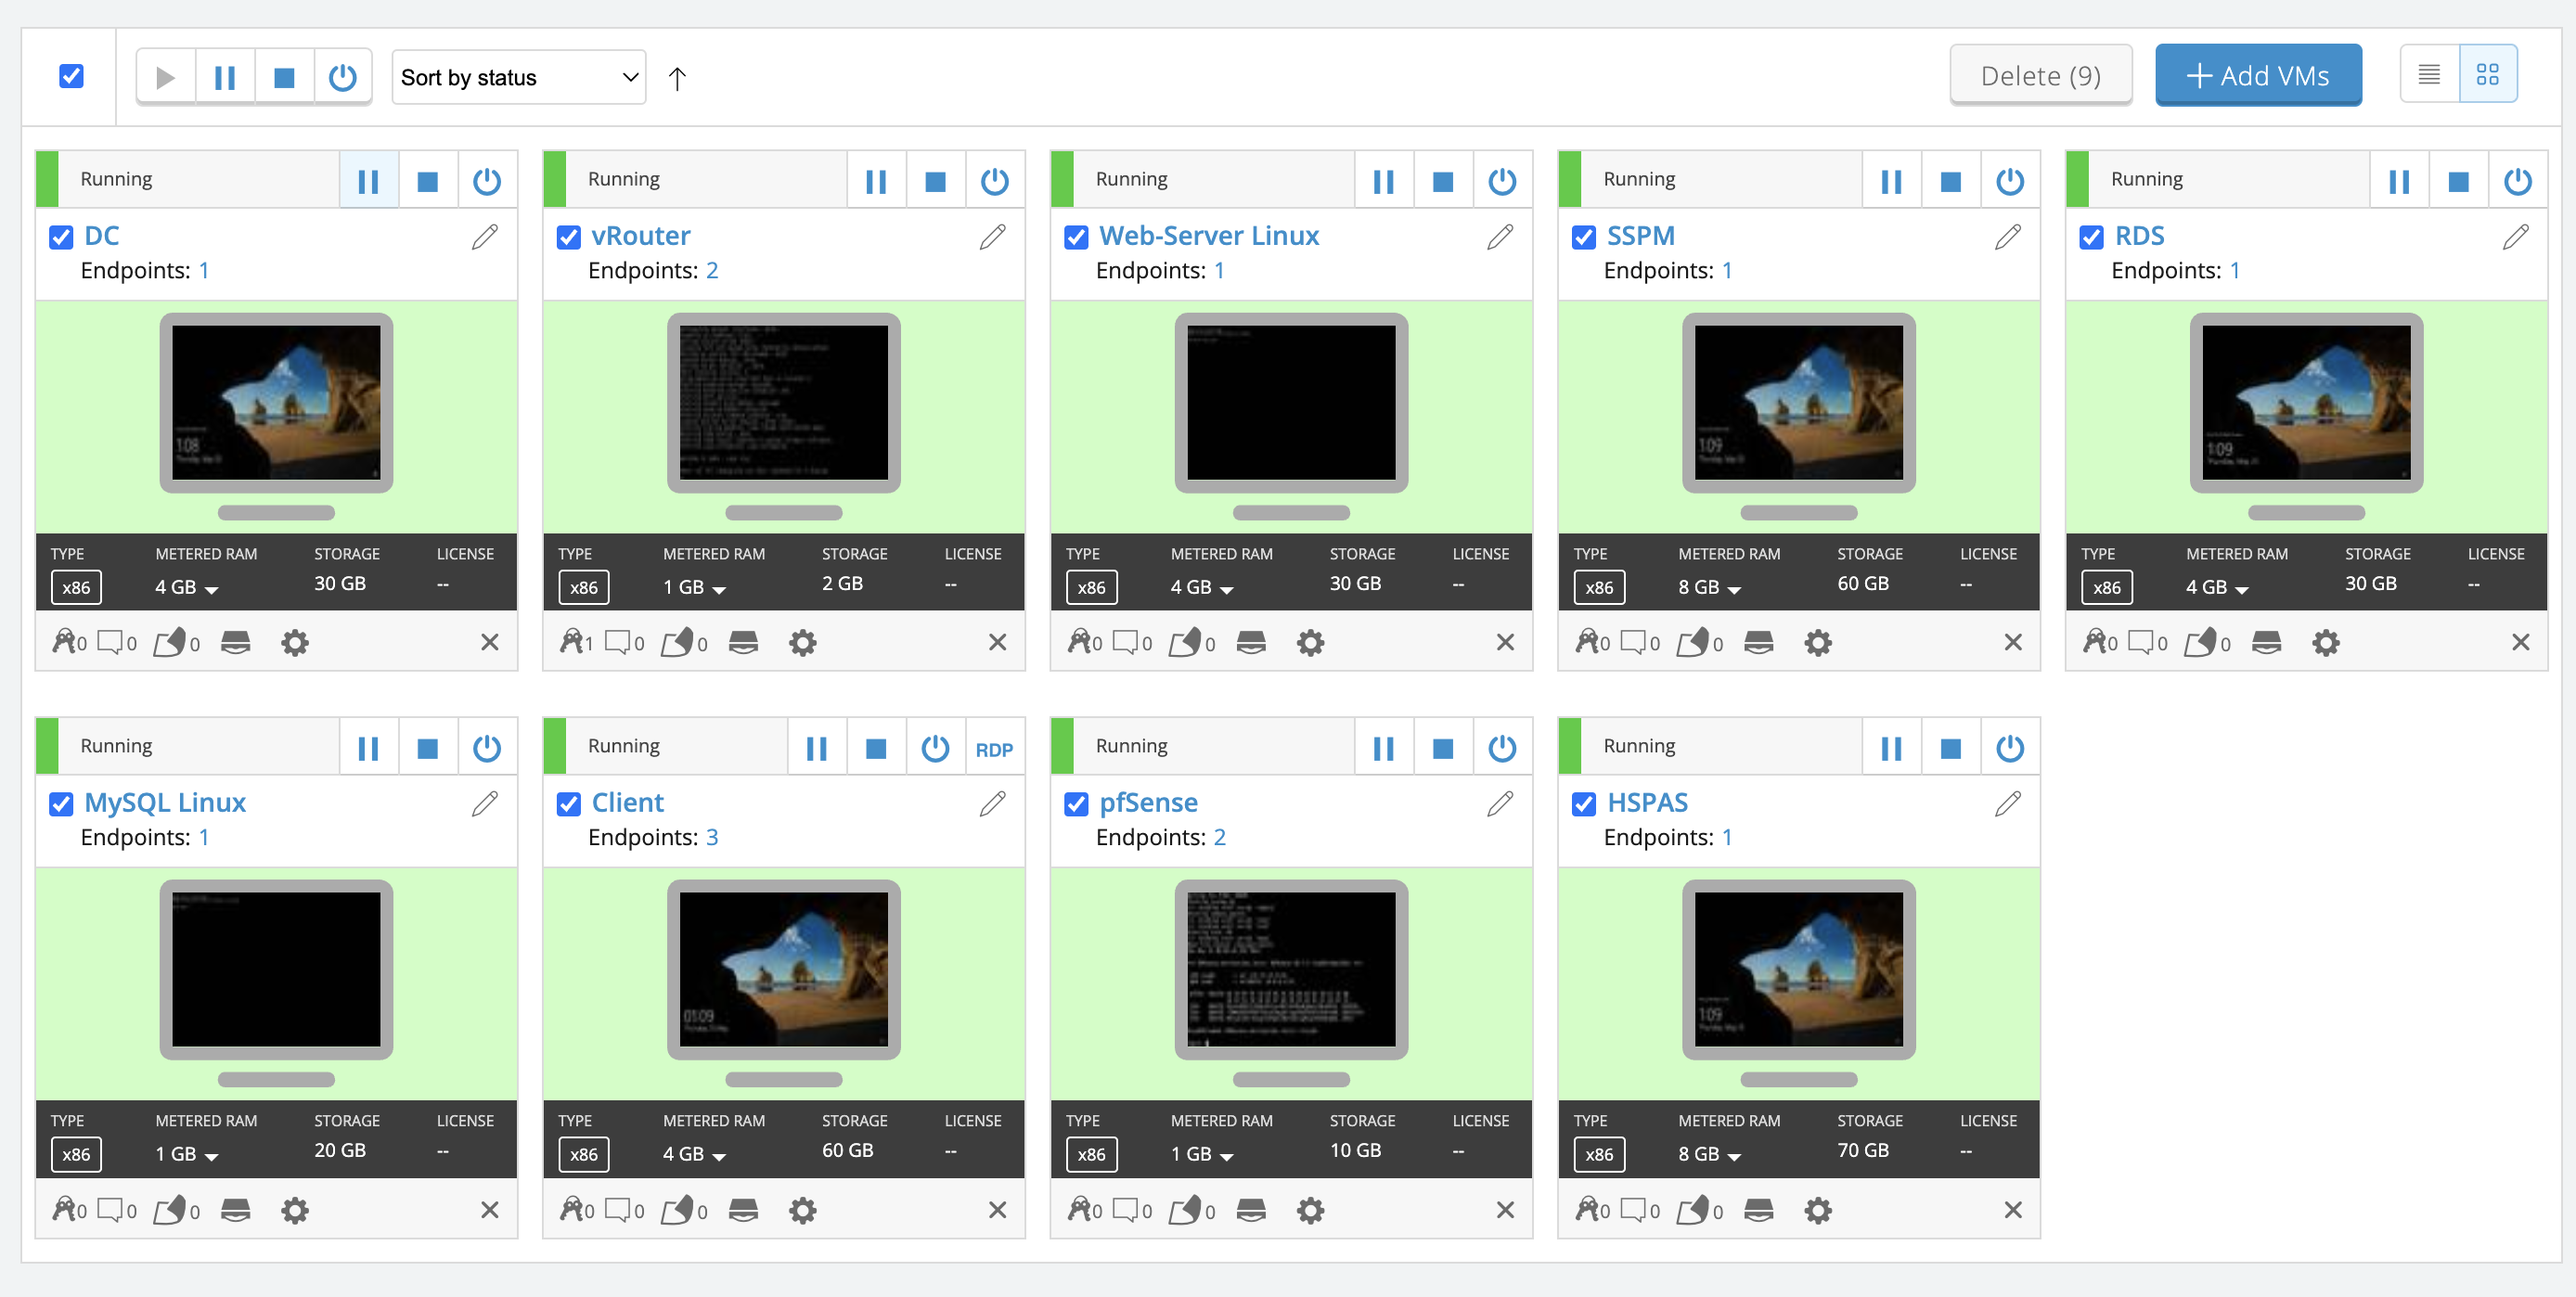 Sort by status
Delete (9)
Add VMs
Running
DC
Endpoints: 1
1:08
TYPE METERED RAM STORAGE LICENSE
x86 4 GB 30 GB --
0 0 0
Running
vRouter
Endpoints: 2
TYPE METERED RAM STORAGE LICENSE
x86 1 GB 2 GB --
1 0 0
Running
Web-Server Linux
Endpoints: 1
TYPE METERED RAM STORAGE LICENSE
x86 4 GB 30 GB --
0 0 0
Running
SSPM
Endpoints: 1
1:09
TYPE METERED RAM STORAGE LICENSE
x86 8 GB 60 GB --
0 0 0
Running
RDS
Endpoints: 1
1:09
TYPE METERED RAM STORAGE LICENSE
x86 4 GB 30 GB --
0 0 0
Running
MySQL Linux
Endpoints: 1
TYPE METERED RAM STORAGE LICENSE
x86 1 GB 20 GB --
0 0 0
Running RDP
Client
Endpoints: 3
01:09
TYPE METERED RAM STORAGE LICENSE
x86 4 GB 60 GB --
0 0 0
Running
pfSense
Endpoints: 2
TYPE METERED RAM STORAGE LICENSE
x86 1 GB 10 GB --
0 0 0
Running
HSPAS
Endpoints: 1
1:09
TYPE METERED RAM STORAGE LICENSE
x86 8 GB 70 GB --
0 0 0